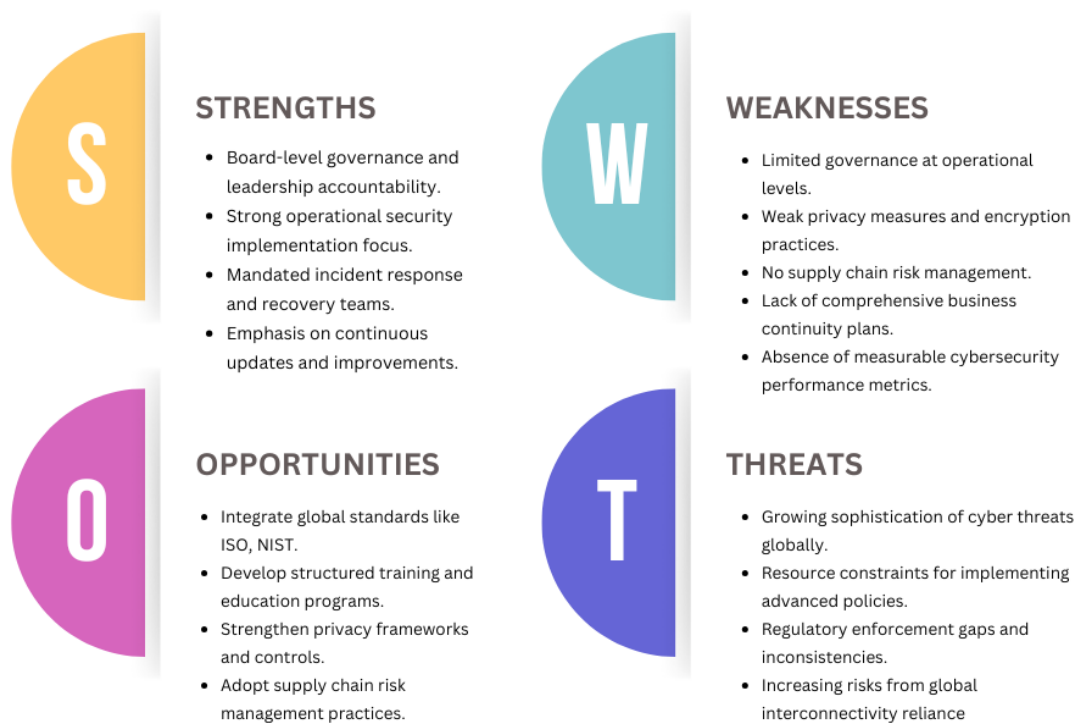 S
STRENGTHS
• Board-level governance and
leadership accountability.
• Strong operational security
implementation focus.
• Mandated incident response
and recovery teams.
• Emphasis on continuous
updates and improvements.
W
WEAKNESSES
• Limited governance at operational
levels.
• Weak privacy measures and encryption
practices.
• No supply chain risk management.
• Lack of comprehensive business
continuity plans.
• Absence of measurable cybersecurity
performance metrics.
O
OPPORTUNITIES
• Integrate global standards like
ISO, NIST.
• Develop structured training and
education programs.
• Strengthen privacy frameworks
and controls.
• Adopt supply chain risk
management practices.
T
THREATS
• Growing sophistication of cyber threats
globally.
• Resource constraints for implementing
advanced policies.
• Regulatory enforcement gaps and
inconsistencies.
• Increasing risks from global
interconnectivity reliance